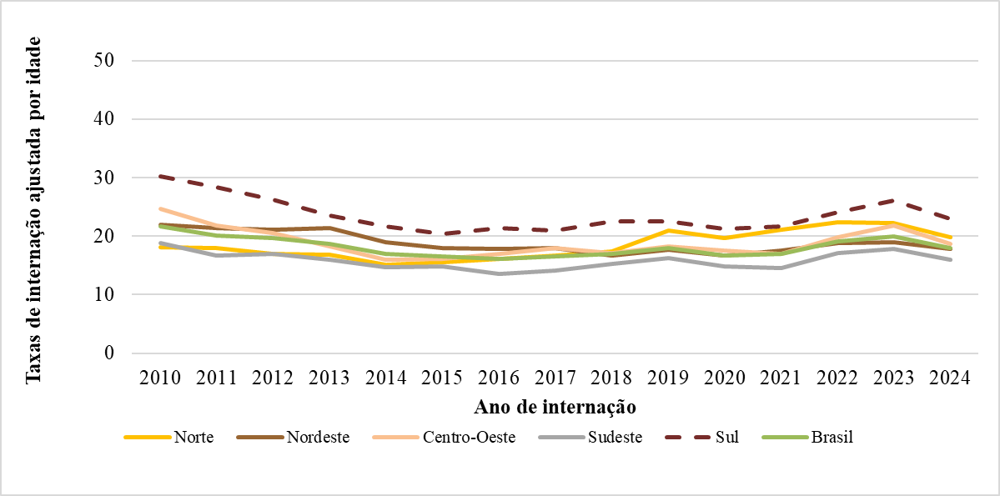 Taxas de internação ajustada por idade
50
40
30
20
10
0
2010 2011 2012 2013 2014 2015 2016 2017 2018 2019 2020 2021 2022 2023 2024
Ano de internação
Norte Nordeste Centro-Oeste Sudeste Sul Brasil